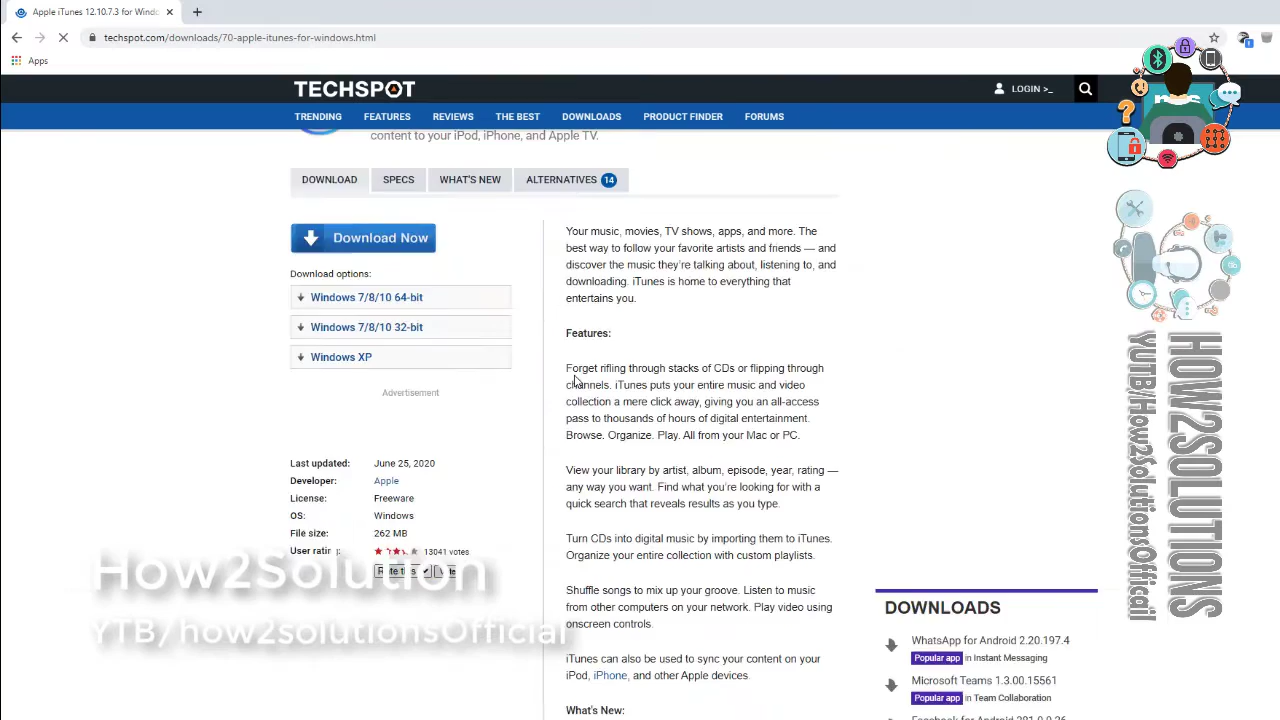 Apple iTunes 12.10.7.3 for Windo
techspot.com/downloads/70-apple-itunes-for-windows.html
Apps
TECHSPOT
LOGIN >_
TRENDING FEATURES REVIEWS THE BEST DOWNLOADS PRODUCT FINDER FORUMS
content to your iPod, iPhone, and Apple TV.
DOWNLOAD SPECS WHAT'S NEW ALTERNATIVES 14
Download Now
Download options:
Windows 7/8/10 64-bit
Windows 7/8/10 32-bit
Windows XP
Advertisement
Last updated: June 25, 2020
Developer: Apple
License: Freeware
OS: Windows
File size: 262 MB
User rating: 13041 votes
Your music, movies, TV shows, apps, and more. The
best way to follow your favorite artists and friends — and
discover the music they're talking about, listening to, and
downloading. iTunes is home to everything that
entertains you.
Features:
Forget rifling through stacks of CDs or flipping through
channels. iTunes puts your entire music and video
collection a mere click away, giving you an all-access
pass to thousands of hours of digital entertainment.
Browse. Organize. Play. All from your Mac or PC.
View your library by artist, album, episode, year, rating —
any way you want. Find what you're looking for with a
quick search that reveals results as you type.
Turn CDs into digital music by importing them to iTunes.
Organize your entire collection with custom playlists.
Shuffle songs to mix up your groove. Listen to music
from other computers on your network. Play video using
onscreen controls.
iTunes can also be used to sync your content on your
iPod, iPhone, and other Apple devices.
What's New:
DOWNLOADS
WhatsApp for Android 2.20.197.4
Popular app in Instant Messaging
Microsoft Teams 1.3.00.15561
Popular app in Team Collaboration
How2Solution
YTB/how2solutionsOfficial
HOW2SOLUTIONS
YUTB/How2SolutionsOfficail